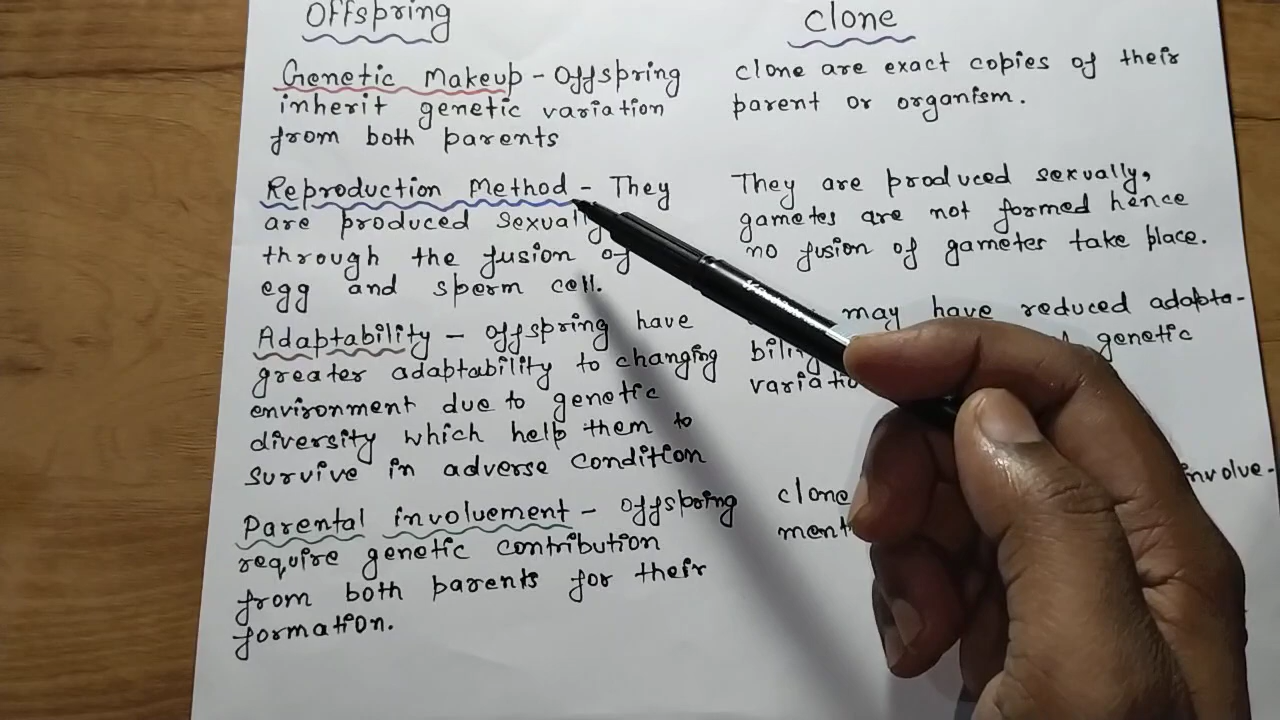 Offspring
Genetic Makeup - Offspring
inherit genetic variation
from both parents
Reproduction Method - They
are produced sexually
through the fusion of
egg and sperm cell.
Adaptability - Offspring have
greater adaptability to changing
environment due to genetic
diversity which help them to
survive in adverse condition
Parental involvement - Offspring
require genetic contribution
from both parents for their
formation.
Clone
Clone are exact copies of their
parent or organism.
They are produced sexually,
gametes are not formed hence
no fusion of gametes take place.
may have reduced adapta-
genetic
clone involve-